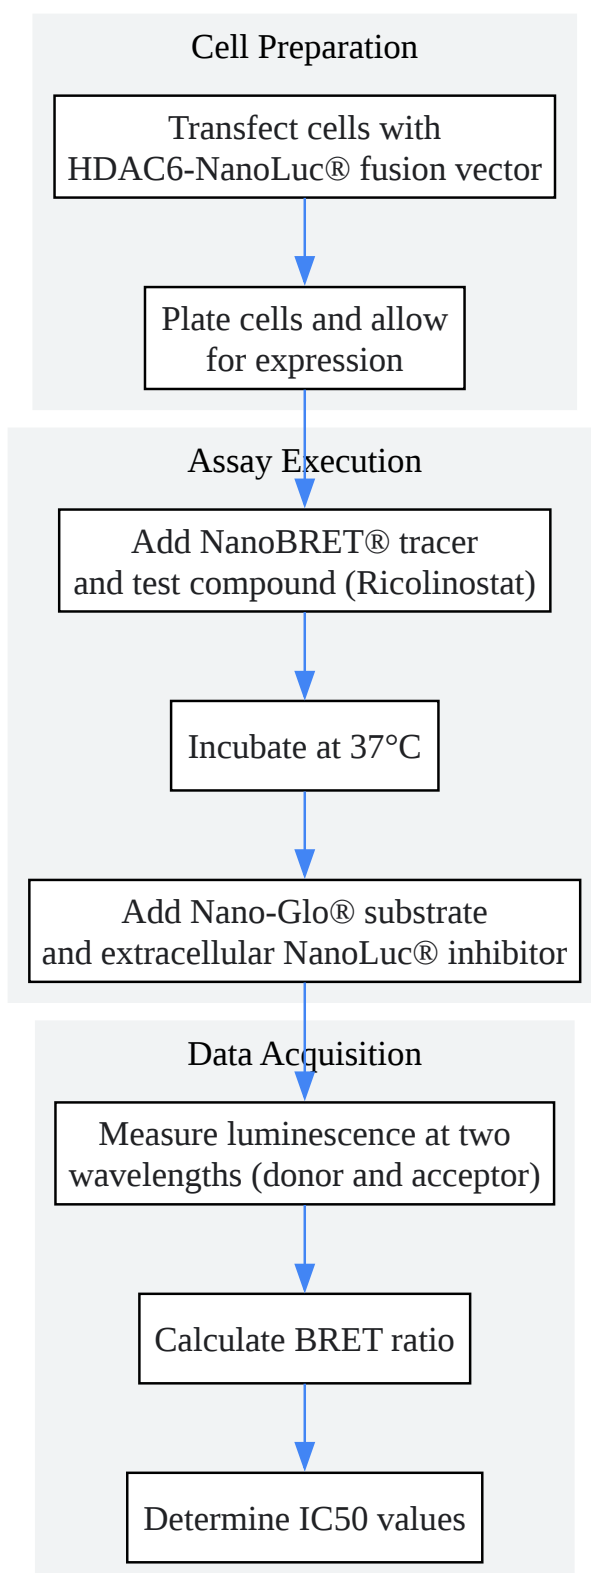 Cell Preparation
Transfect cells with
HDAC6-NanoLuc® fusion vector
Plate cells and allow
for expression
Assay Execution
Add NanoBRET® tracer
and test compound (Ricolinostat)
Incubate at 37°C
Add Nano-Glo® substrate
and extracellular NanoLuc® inhibitor
Data Acquisition
Measure luminescence at two
wavelengths (donor and acceptor)
Calculate BRET ratio
Determine IC50 values